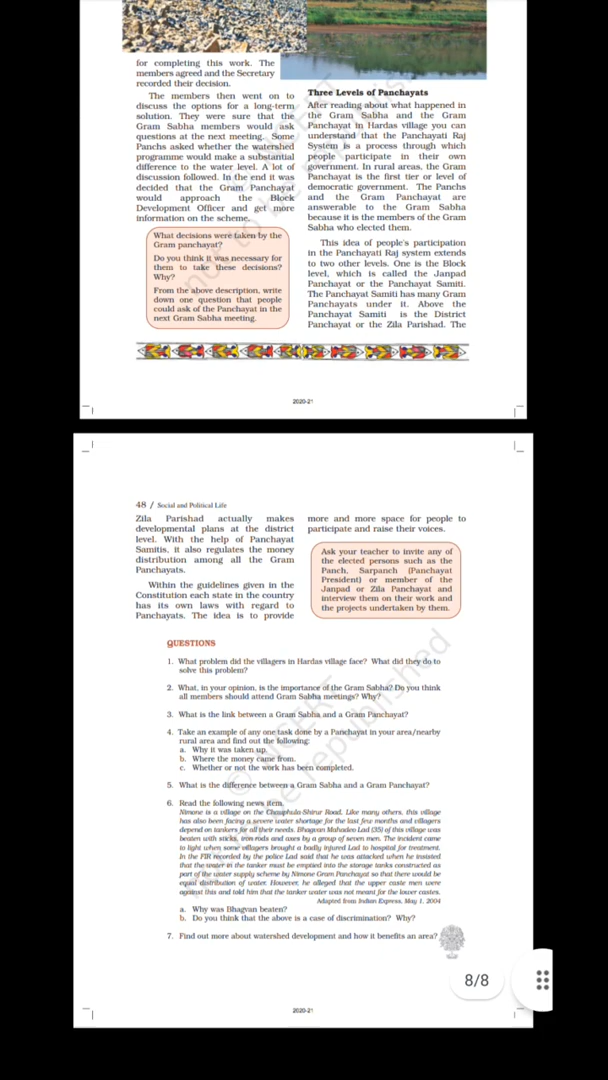 for completing this work. The
members agreed and the Secretary
recorded their decision.
The members then went on to
discuss the options for a long-term
solution. They were sure that the
Gram Sabha members would ask
questions at the next meeting. Some
Panchs asked whether the watershed
programme would make a substantial
difference to the water level. A lot of
discussion followed. In the end it was
decided that the Gram Panchayat
would approach the Block
Development Officer and get more
information on the scheme.
What decisions were taken by the
Gram panchayat?
Do you think it was necessary for
them to take these decisions?
Why?
From the above description, write
down one question that people
could ask of the Panchayat in the
next Gram Sabha meeting.
Three Levels of Panchayats
After reading about what happened in
the Gram Sabha and the Gram
Panchayat in Hardas village you can
understand that the Panchayati Raj
System is a process through which
people participate in their own
government. In rural areas, the Gram
Panchayat is the first tier or level of
democratic government. The Panchs
and the Gram Panchayat are
answerable to the Gram Sabha
because it is the members of the Gram
Sabha who elected them.
This idea of people's participation
in the Panchayati Raj system extends
to two other levels. One is the Block
level, which is called the Janpad
Panchayat or the Panchayat Samiti.
The Panchayat Samiti has many Gram
Panchayats under it. Above the
Panchayat Samiti is the District
Panchayat or the Zila Parishad. The
2020-21
48 / Social and Political Life
Zila Parishad actually makes
developmental plans at the district
level. With the help of Panchayat
Samitis, it also regulates the money
distribution among all the Gram
Panchayats.
Within the guidelines given in the
Constitution each state in the country
has its own laws with regard to
Panchayats. The idea is to provide
more and more space for people to
participate and raise their voices.
Ask your teacher to invite any of
the elected persons such as the
Panch, Sarpanch (Panchayat
President) or member of the
Janpad or Zila Panchayat and
interview them on their work and
the projects undertaken by them.
QUESTIONS
1. What problem did the villagers in Hardas village face? What did they do to
solve this problem?
2. What, in your opinion, is the importance of the Gram Sabha? Do you think
all members should attend Gram Sabha meetings? Why?
3. What is the link between a Gram Sabha and a Gram Panchayat?
4. Take an example of any one task done by a Panchayat in your area/nearby
rural area and find out the following:
a. Why it was taken up.
b. Where the money came from.
c. Whether or not the work has been completed.
5. What is the difference between a Gram Sabha and a Gram Panchayat?
6. Read the following news item.
Nimone is a village on the Chauphula-Shirur Road. Like many others, this village
has also been facing a severe water shortage for the last few months and villagers
depend on tankers for all their needs. Bhagvan Mahadeo Lad (35) of this village was
beaten with sticks, iron rods and axes by a group of seven men. The incident came
to light when some villagers brought a badly injured Lad to hospital for treatment.
In the FIR recorded by the police Lad said that he was attacked when he insisted
that the water in the tanker must be emptied into the storage tanks constructed as
part of the water supply scheme by Nimone Gram Panchayat so that there would be
equal distribution of water. However, he alleged that the upper caste men were
against this and told him that the tanker water was not meant for the lower castes.
Adapted from Indian Express, May 1, 2004
a. Why was Bhagvan beaten?
b. Do you think that the above is a case of discrimination? Why?
7. Find out more about watershed development and how it benefits an area?
8/8
2020-21
© NCERT
not to be republished